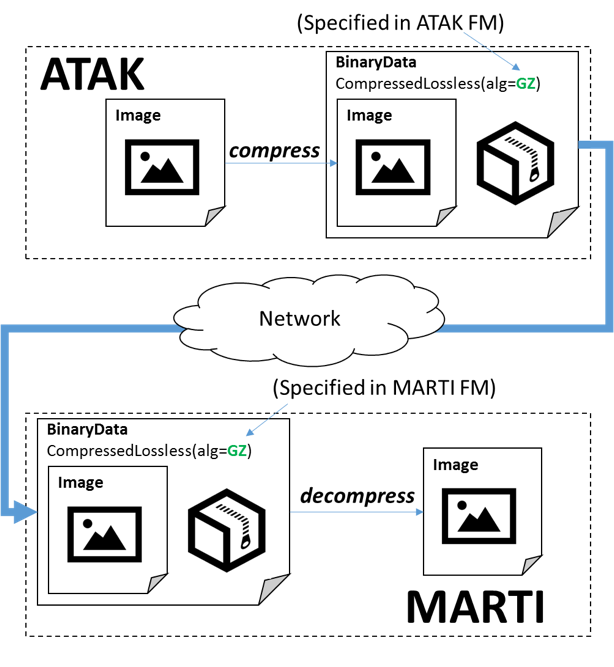 (Specified in ATAK FM)
ATAK
BinaryData
CompressedLossless(alg=GZ)
Image
compress
Image
Network
(Specified in MARTI FM)
BinaryData
CompressedLossless(alg=GZ)
Image
decompress
Image
MARTI